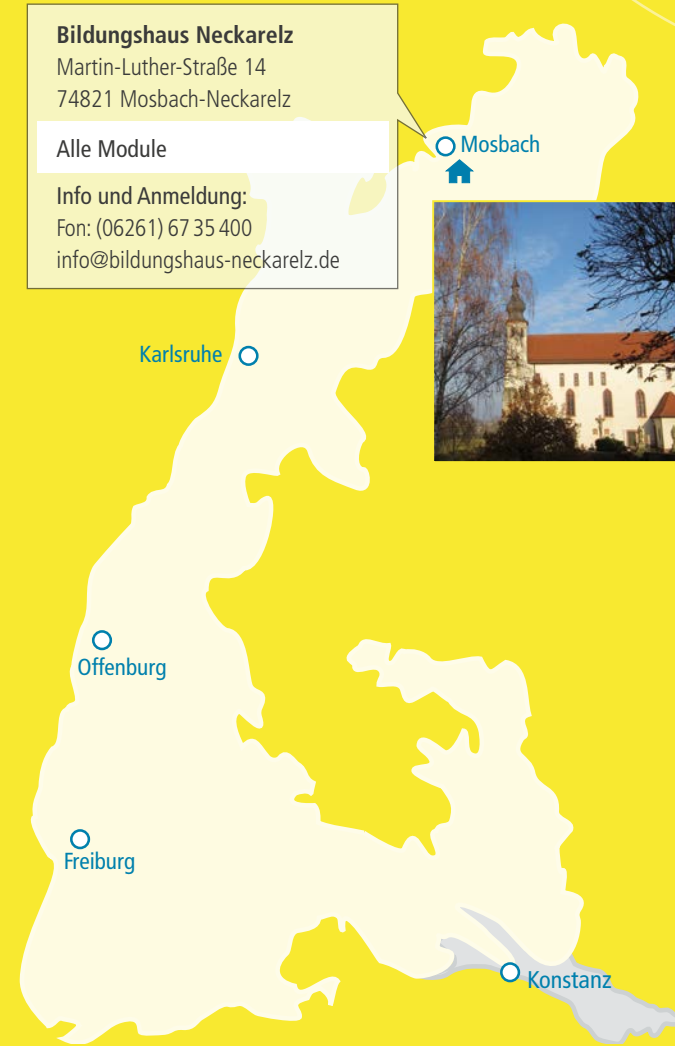 Bildungshaus Neckarelz
Martin-Luther-Straße 14
74821 Mosbach-Neckarelz
Alle Module
Info und Anmeldung:
Fon: (06261) 67 35 400
info@bildungshaus-neckarelz.de
Mosbach
Karlsruhe
Offenburg
Freiburg
Konstanz